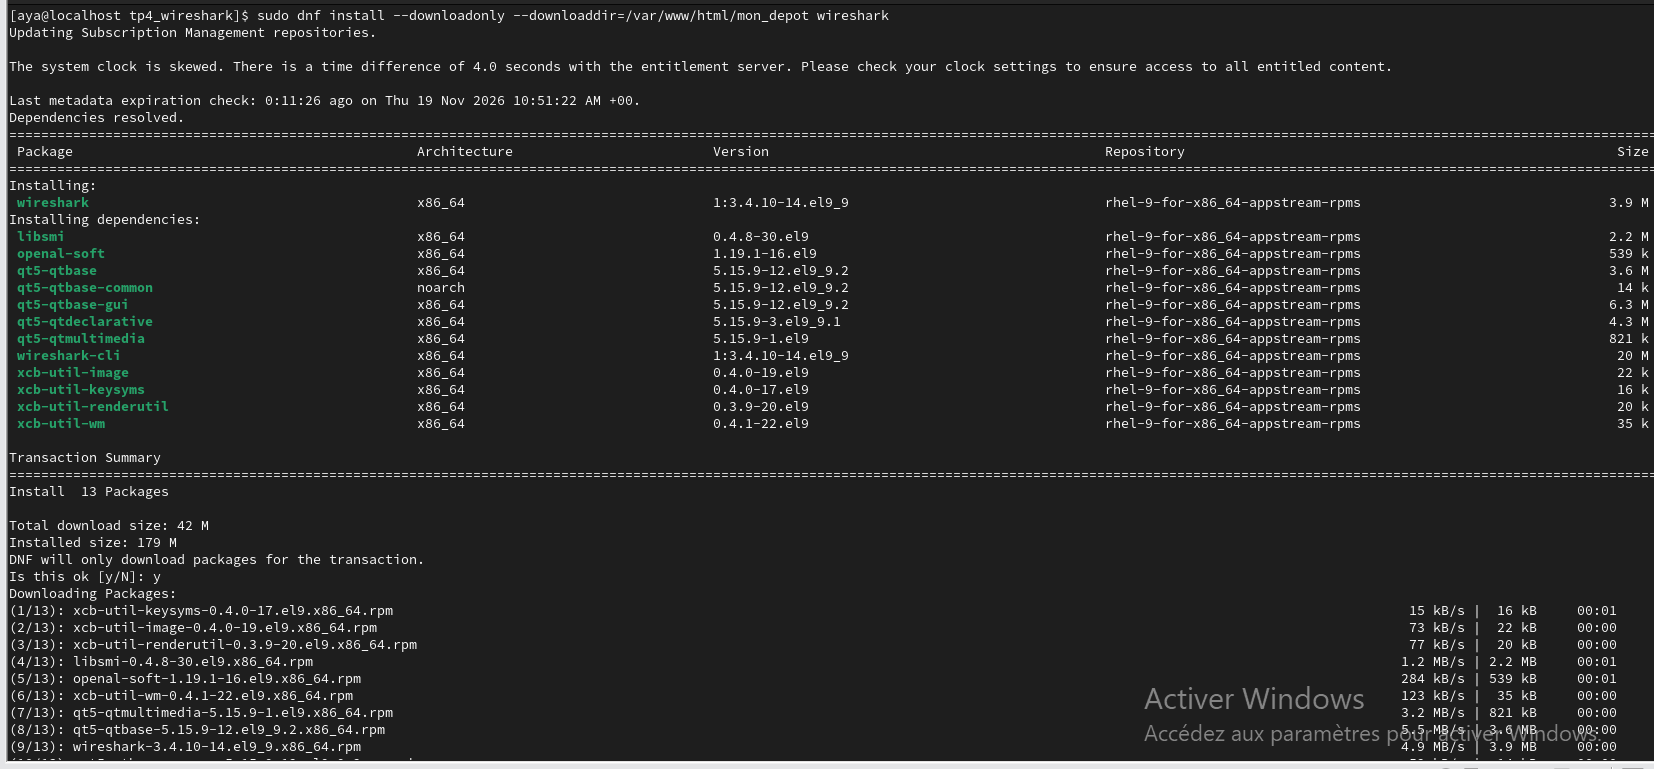 [aya@localhost tp4_wireshark]$ sudo dnf install --downloadonly --downloaddir=/var/www/html/mon_depot wireshark
Updating Subscription Management repositories.
The system clock is skewed. There is a time difference of 4.0 seconds with the entitlement server. Please check your clock settings to ensure access to all entitled content.
Last metadata expiration check: 0:11:26 ago on Thu 19 Nov 2026 10:51:22 AM +00.
Dependencies resolved.
Package Architecture Version Repository Size
Installing:
wireshark x86_64 1:3.4.10-14.el9_9 rhel-9-for-x86_64-appstream-rpms 3.9 M
Installing dependencies:
libsmi x86_64 0.4.8-30.el9 rhel-9-for-x86_64-appstream-rpms 2.2 M
openal-soft x86_64 1.19.1-16.el9 rhel-9-for-x86_64-appstream-rpms 539 k
qt5-qtbase x86_64 5.15.9-12.el9_9.2 rhel-9-for-x86_64-appstream-rpms 3.6 M
qt5-qtbase-common noarch 5.15.9-12.el9_9.2 rhel-9-for-x86_64-appstream-rpms 14 k
qt5-qtbase-gui x86_64 5.15.9-12.el9_9.2 rhel-9-for-x86_64-appstream-rpms 6.3 M
qt5-qtdeclarative x86_64 5.15.9-3.el9_9.1 rhel-9-for-x86_64-appstream-rpms 4.3 M
qt5-qtmultimedia x86_64 5.15.9-1.el9 rhel-9-for-x86_64-appstream-rpms 821 k
wireshark-cli x86_64 1:3.4.10-14.el9_9 rhel-9-for-x86_64-appstream-rpms 20 M
xcb-util-image x86_64 0.4.0-19.el9 rhel-9-for-x86_64-appstream-rpms 22 k
xcb-util-keysyms x86_64 0.4.0-17.el9 rhel-9-for-x86_64-appstream-rpms 16 k
xcb-util-renderutil x86_64 0.3.9-20.el9 rhel-9-for-x86_64-appstream-rpms 20 k
xcb-util-wm x86_64 0.4.1-22.el9 rhel-9-for-x86_64-appstream-rpms 35 k
Transaction Summary
Install  13 Packages
Total download size: 42 M
Installed size: 179 M
DNF will only download packages for the transaction.
Is this ok [y/N]: y
Downloading Packages:
(1/13): xcb-util-keysyms-0.4.0-17.el9.x86_64.rpm 15 kB/s | 16 kB 00:01
(2/13): xcb-util-image-0.4.0-19.el9.x86_64.rpm 73 kB/s | 22 kB 00:00
(3/13): xcb-util-renderutil-0.3.9-20.el9.x86_64.rpm 77 kB/s | 20 kB 00:00
(4/13): libsmi-0.4.8-30.el9.x86_64.rpm 1.2 MB/s | 2.2 MB 00:01
(5/13): openal-soft-1.19.1-16.el9.x86_64.rpm 284 kB/s | 539 kB 00:01
(6/13): xcb-util-wm-0.4.1-22.el9.x86_64.rpm 123 kB/s | 35 kB 00:00
(7/13): qt5-qtmultimedia-5.15.9-1.el9.x86_64.rpm 3.2 MB/s | 821 kB 00:00
(8/13): qt5-qtbase-5.15.9-12.el9_9.2.x86_64.rpm 5.5 MB/s | 3.6 MB 00:00
(9/13): wireshark-3.4.10-14.el9_9.x86_64.rpm 4.9 MB/s | 3.9 MB 00:00
Activer Windows
Accédez aux paramètres pour activer Windows.